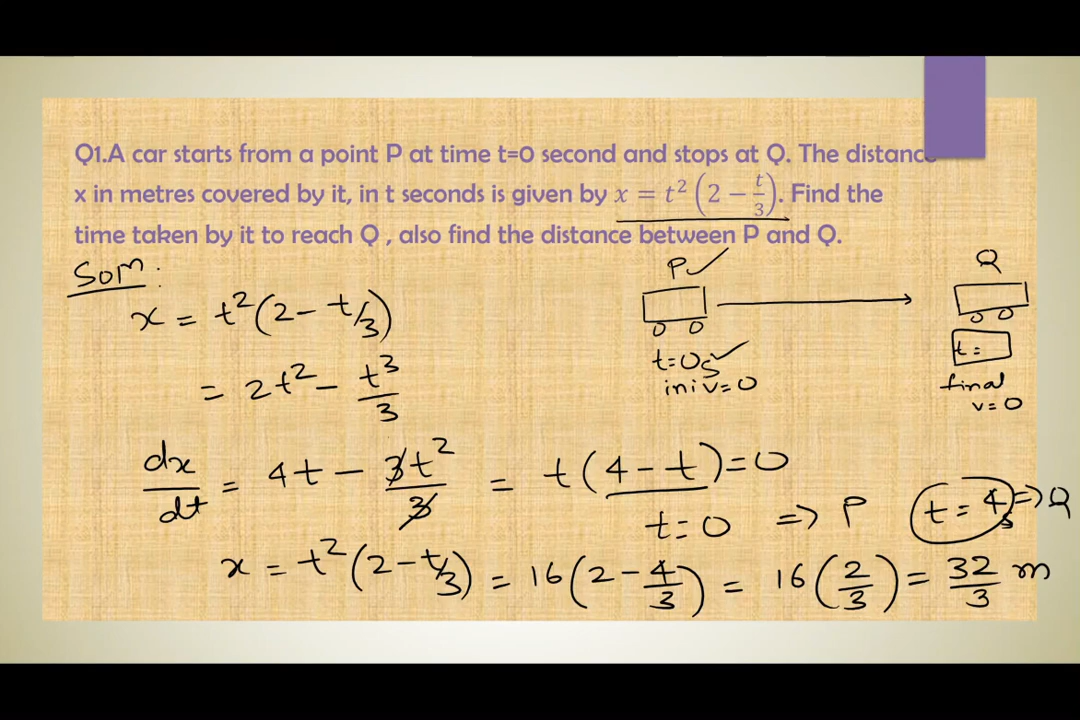 Q1.A car starts from a point P at time t=0 second and stops at Q. The distance
x in metres covered by it, in t seconds is given by x = t² (2 − t/3). Find the
time taken by it to reach Q , also find the distance between P and Q.
Som:
P✓
Q
x = t²(2 − t/3)
t=0s✓
t =
ini v=0
final
v=0
= 2t² − t³/3
dx/dt = 4t − 3t²/3 = t(4 − t)=0
t=0 => P
t = 4s => Q
x = t²(2 − t/3) = 16(2 − 4/3) = 16(2/3) = 32/3 m